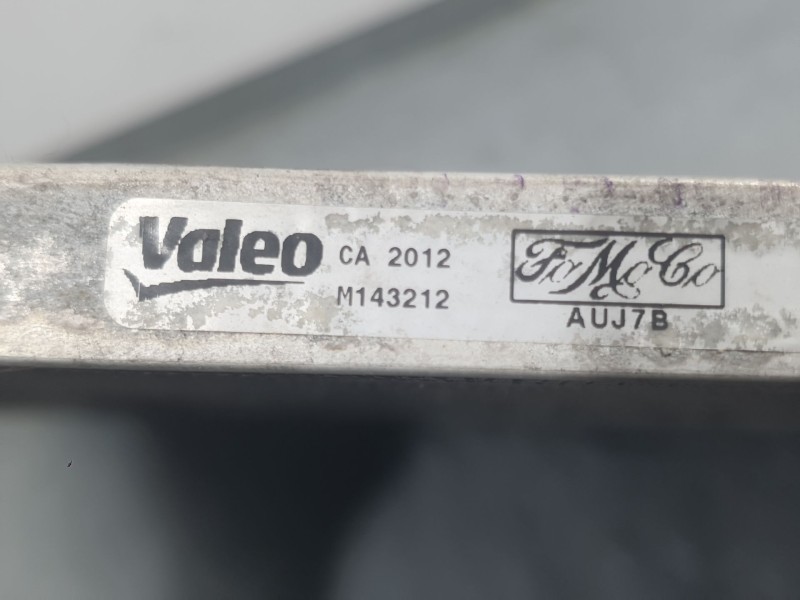 Valeo
CA 2012
M143212
FoMoCo
AUJ7B